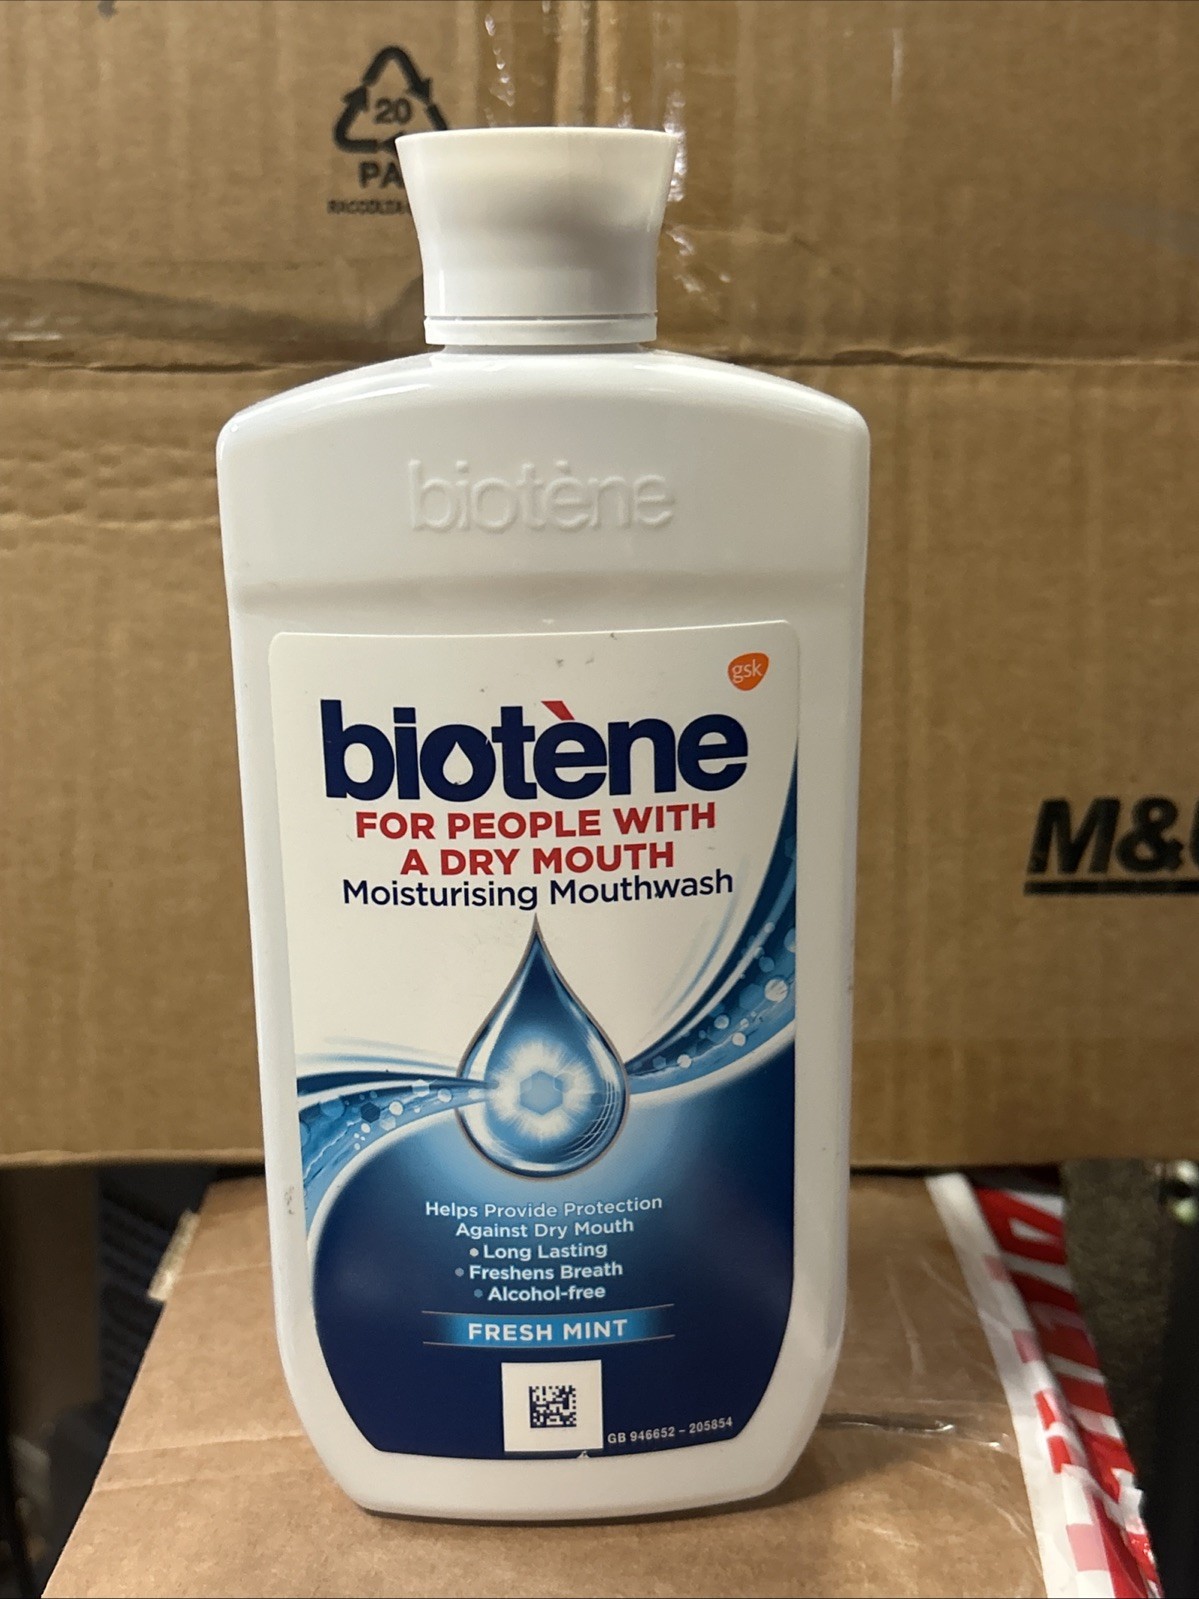 20
PA
RACCOLTA
biotène
gsk
biotène
FOR PEOPLE WITH
A DRY MOUTH
Moisturising Mouthwash
M&
Helps Provide Protection
Against Dry Mouth
• Long Lasting
• Freshens Breath
• Alcohol-free
FRESH MINT
GB 946652 – 205854